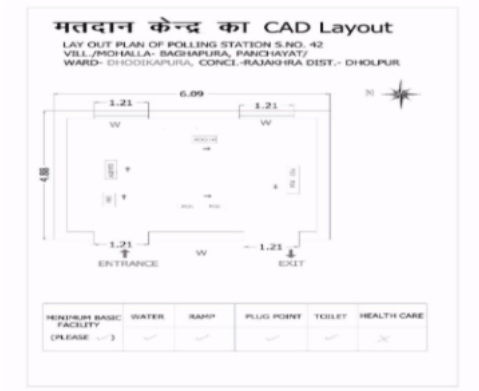 मतदान केन्द्र का CAD Layout
LAY OUT PLAN OF POLLING STATION S.NO. 42
VILL./MOHALLA- BAGHAPURA, PANCHAYAT/
WARD- DHODIKAPURA, CONCI.-RAJAKHRA DIST.- DHOLPUR
6.09
N
1.21 1.21
W W
4.88
1.21 W 1.21
ENTRANCE EXIT
MINIMUM BASIC FACILITY WATER RAMP PLUG POINT TOILET HEALTH CARE
(PLEASE ✓) ✓ ✓ ✓ ✓ ✗